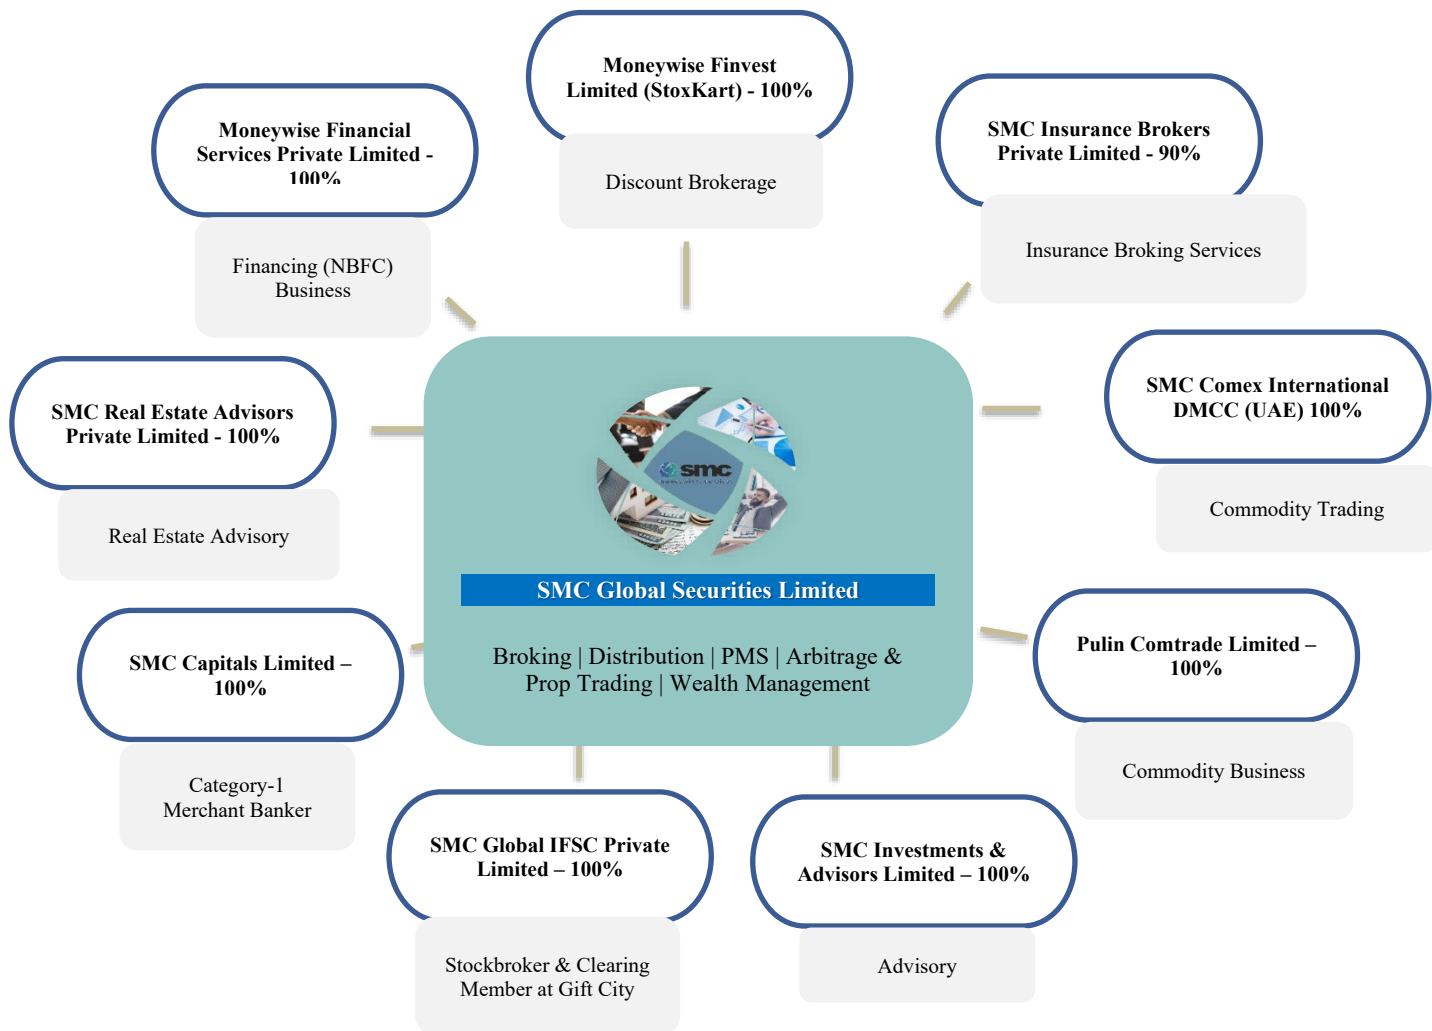 Moneywise Finvest
Limited (StoxKart) - 100%
Discount Brokerage
Moneywise Financial
Services Private Limited -
100%
Financing (NBFC)
Business
SMC Insurance Brokers
Private Limited - 90%
Insurance Broking Services
SMC Real Estate Advisors
Private Limited - 100%
Real Estate Advisory
SMC Comex International
DMCC (UAE) 100%
Commodity Trading
smc
SMC Global Securities Limited
Broking | Distribution | PMS | Arbitrage &
Prop Trading | Wealth Management
SMC Capitals Limited –
100%
Category-1
Merchant Banker
Pulin Comtrade Limited –
100%
Commodity Business
SMC Global IFSC Private
Limited – 100%
Stockbroker & Clearing
Member at Gift City
SMC Investments &
Advisors Limited – 100%
Advisory